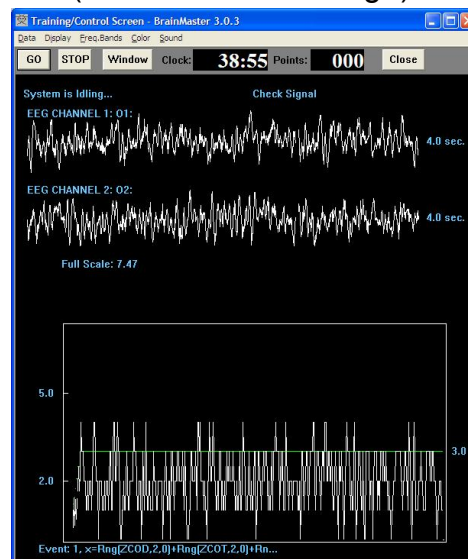 Training/Control Screen - BrainMaster 3.0.3
Data Display Freq.Bands Color Sound
GO STOP Window Clock: 38:55 Points: 000 Close
System is Idling... Check Signal
EEG CHANNEL 1: O1:
4.0 sec.
EEG CHANNEL 2: O2:
4.0 sec.
Full Scale: 7.47
5.0
3.0
2.0
Event: 1, x=Rng(ZCOD,2,0)+Rng(ZCOT,2,0)+Rn...